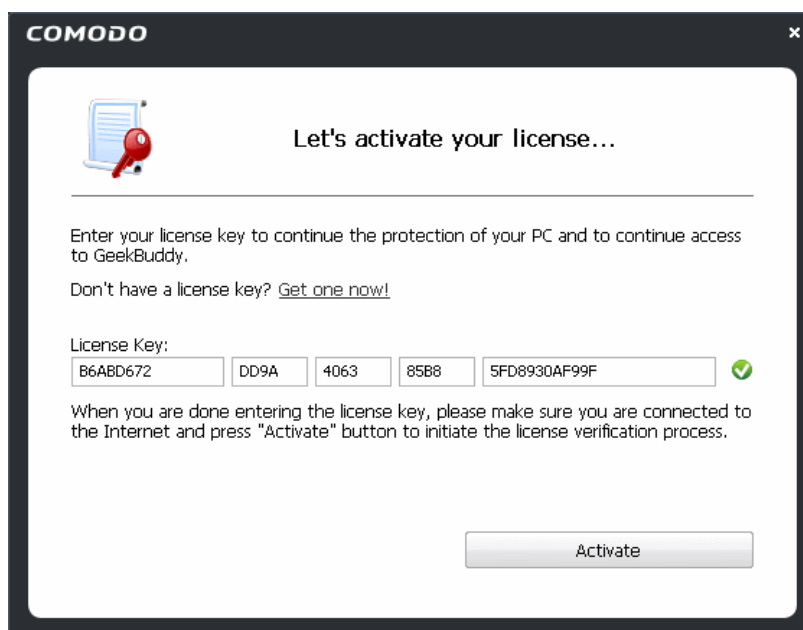 COMODO
Let's activate your license...
Enter your license key to continue the protection of your PC and to continue access
to GeekBuddy.
Don't have a license key? Get one now!
License Key:
B6ABD672 DD9A 4063 85B8 5FD8930AF99F
When you are done entering the license key, please make sure you are connected to
the Internet and press "Activate" button to initiate the license verification process.
Activate